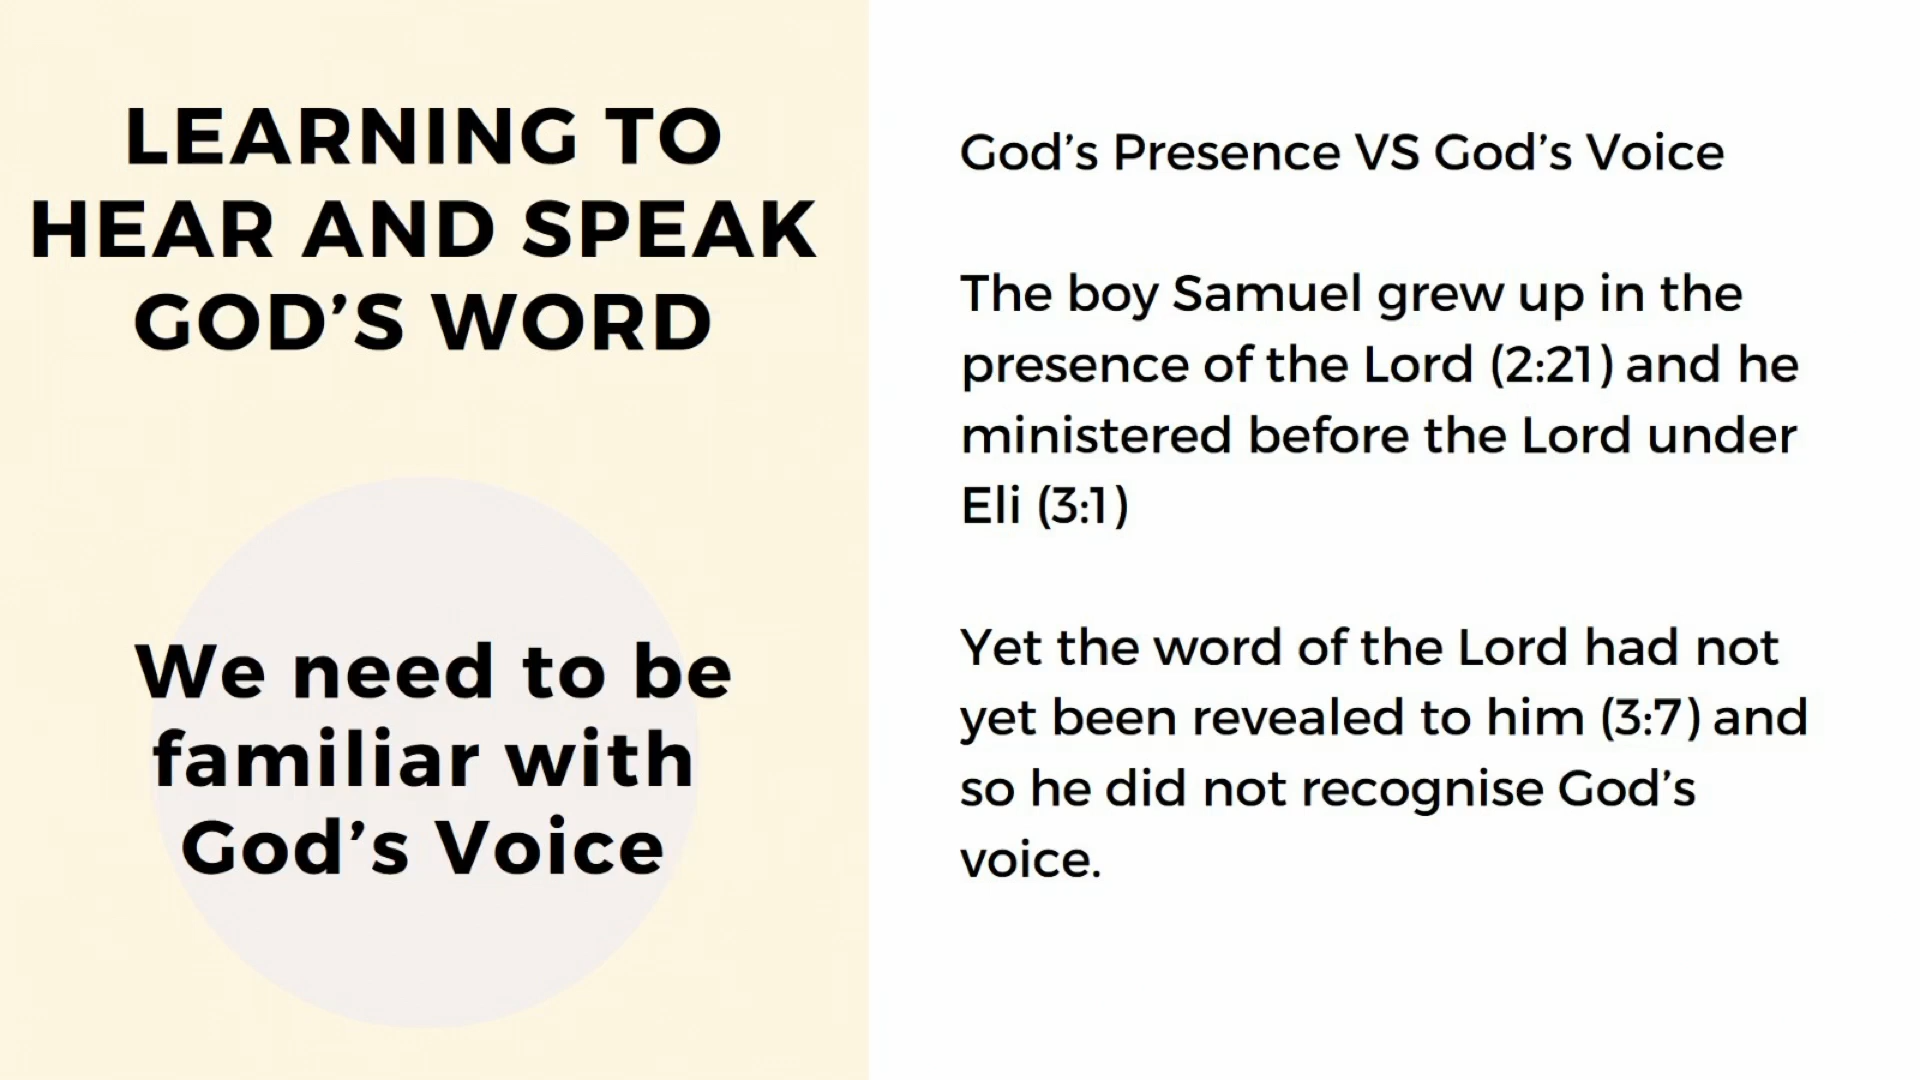 LEARNING TO
HEAR AND SPEAK
GOD’S WORD
We need to be
familiar with
God’s Voice
God’s Presence VS God’s Voice
The boy Samuel grew up in the
presence of the Lord (2:21) and he
ministered before the Lord under
Eli (3:1)
Yet the word of the Lord had not
yet been revealed to him (3:7) and
so he did not recognise God’s
voice.